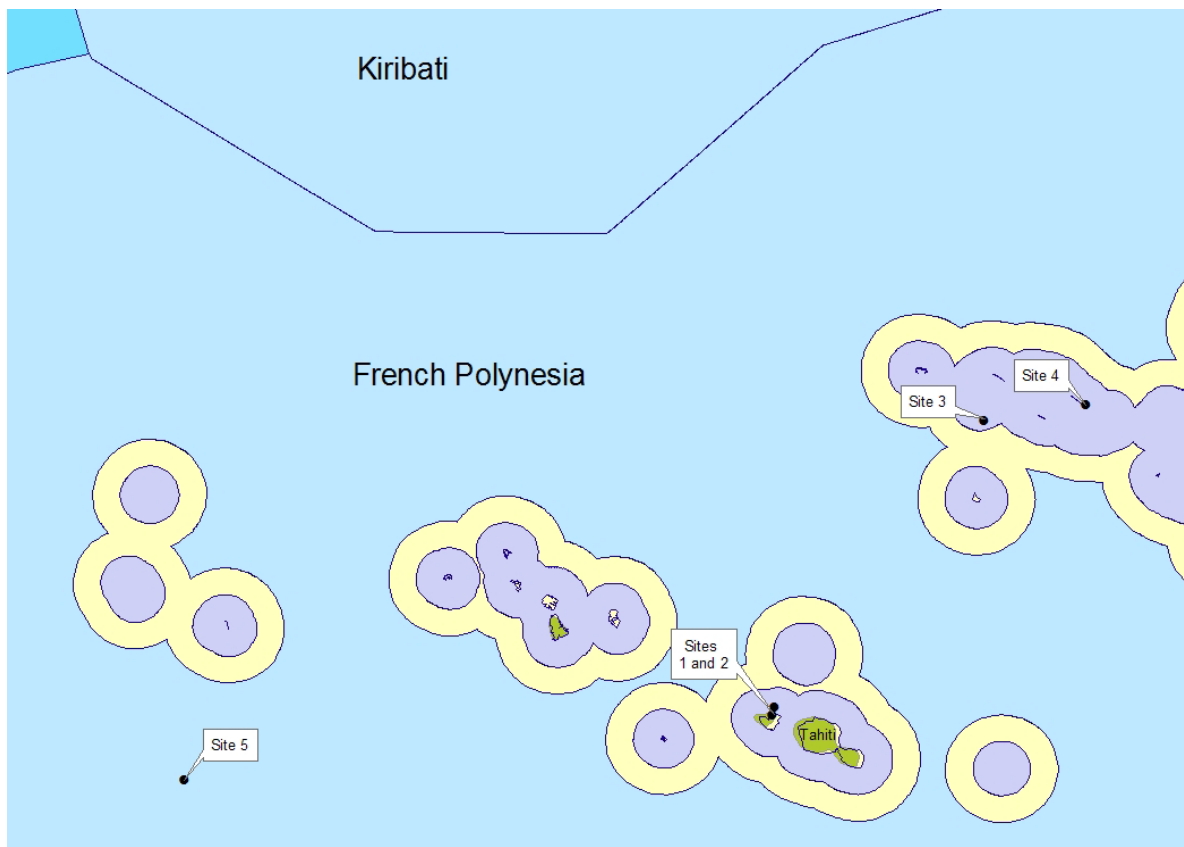 Kiribati
French Polynesia
Site 4
Site 3
Sites
1 and 2
Tahiti
Site 5